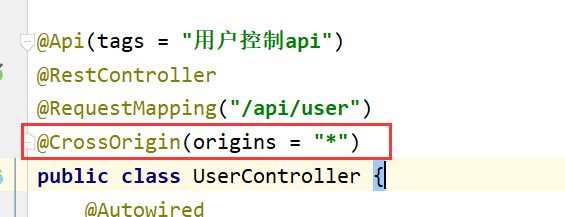 @Api(tags = "用户控制api")
@RestController
@RequestMapping("/api/user")
@CrossOrigin(origins = "*")
public class UserController {
@Autowired